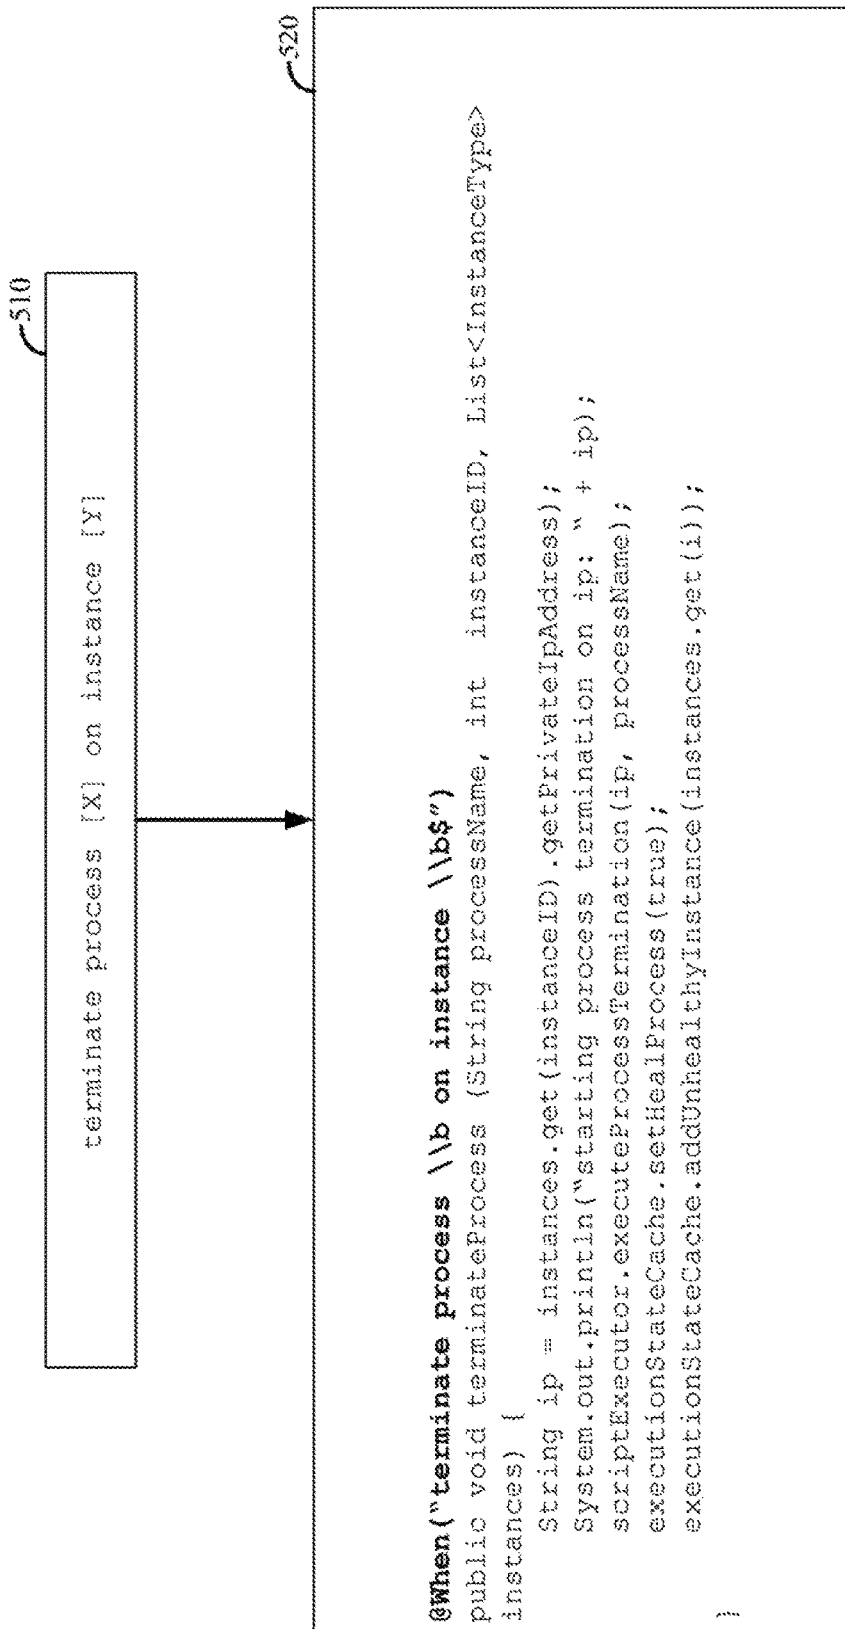 510
terminate process [X] on instance [Y]
520
@When("terminate process \\b on instance \\b$")
public void terminateProcess (String processName, int instanceID, List<InstanceType>
instances) {
String ip = instances.get(instanceID).getPrivateIpAddress);
System.out.println("starting process termination on ip: " + ip);
scriptExecutor.executeProcessTermination(ip, processName);
executionStateCache.setHealProcess(true);
executionStateCache.addUnhealthyInstance(instances.get(i));
}